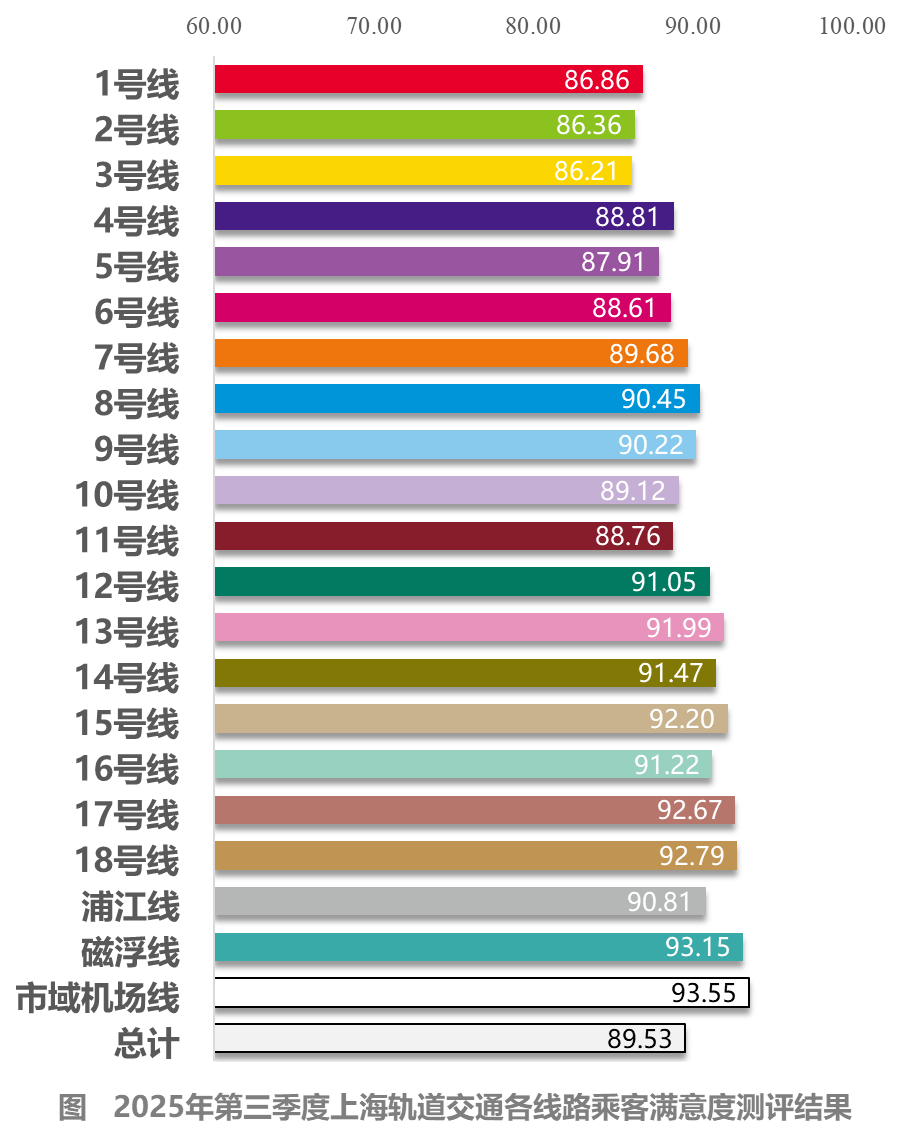 60.00 70.00 80.00 90.00 100.00
1号线 86.86
2号线 86.36
3号线 86.21
4号线 88.81
5号线 87.91
6号线 88.61
7号线 89.68
8号线 90.45
9号线 90.22
10号线 89.12
11号线 88.76
12号线 91.05
13号线 91.99
14号线 91.47
15号线 92.20
16号线 91.22
17号线 92.67
18号线 92.79
浦江线 90.81
磁浮线 93.15
市域机场线 93.55
总计 89.53
图 2025年第三季度上海轨道交通各线路乘客满意度测评结果